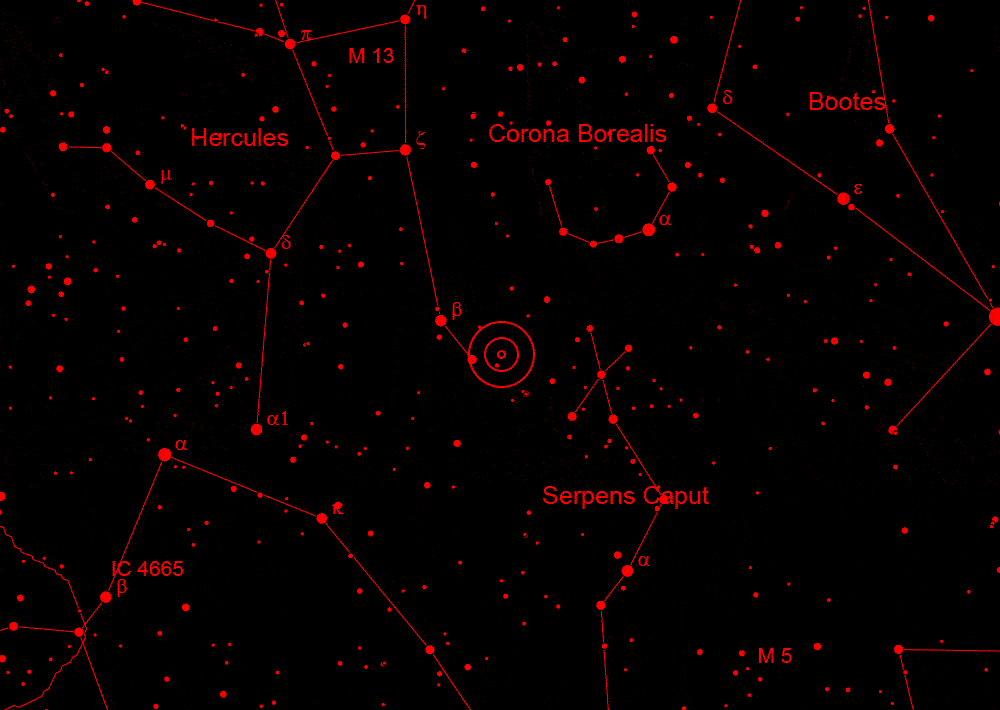 η
π
M 13
δ
Bootes
Hercules
Corona Borealis
ζ
μ
ε
α
δ
β
α1
α
Serpens Caput
κ
α
IC 4665
β
M 5